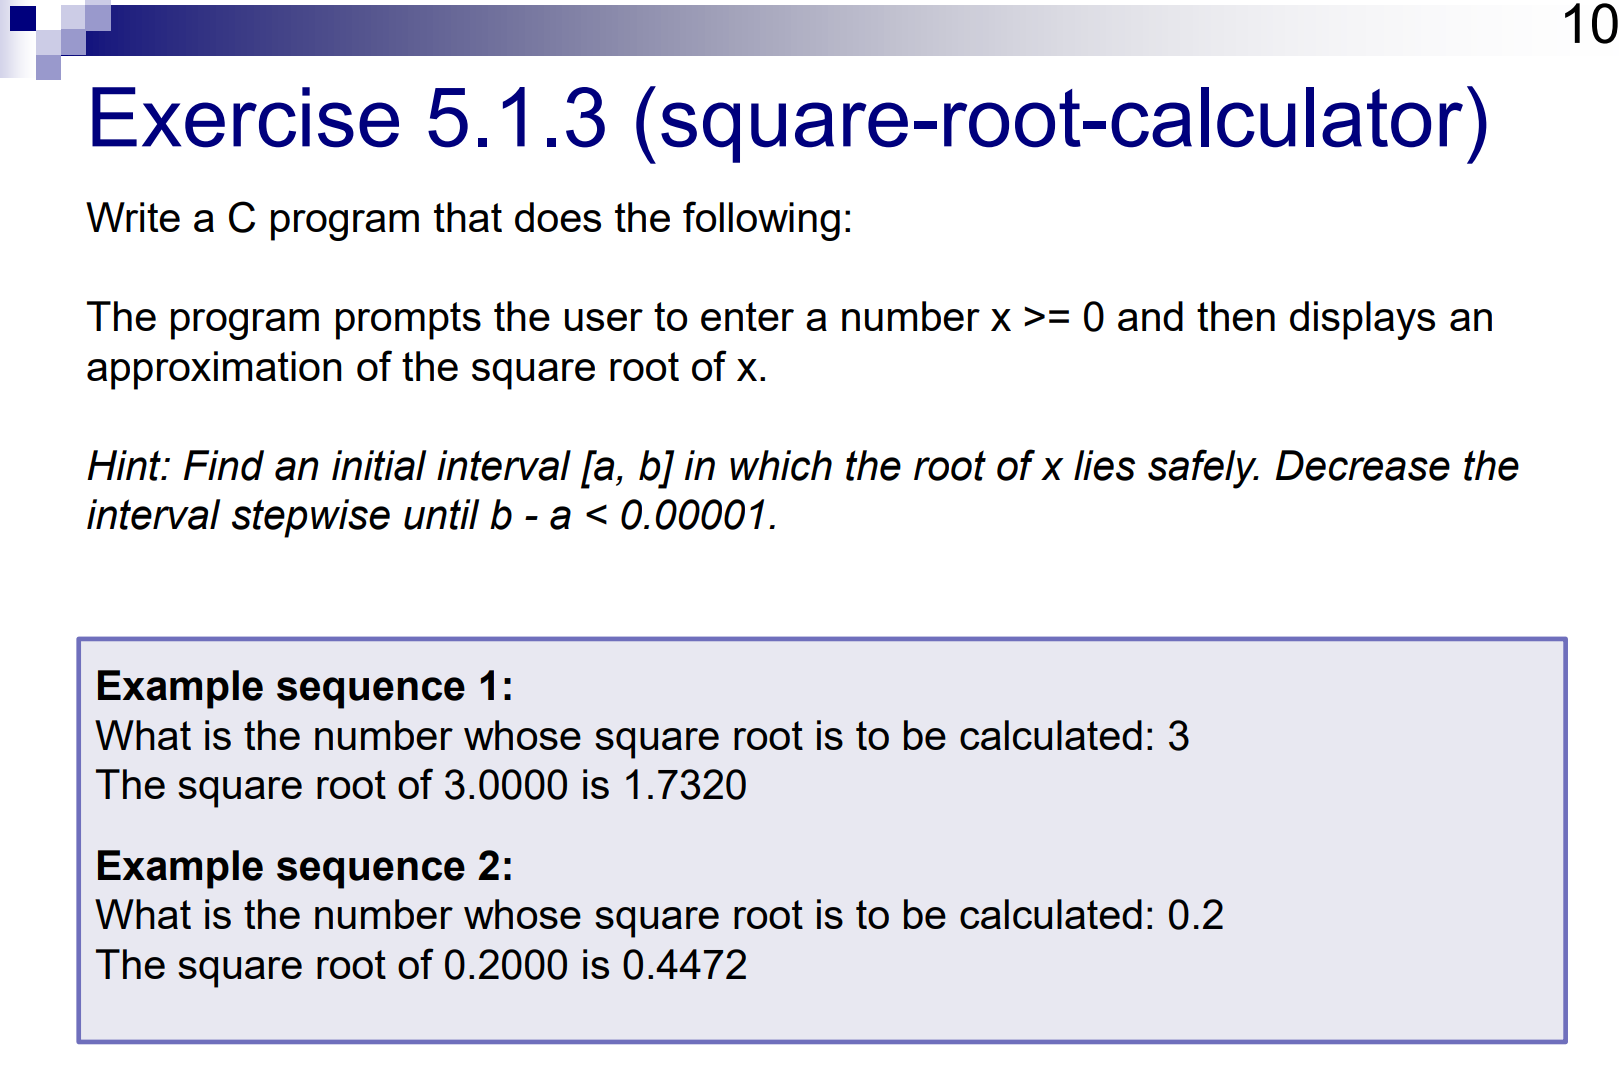 10
Exercise 5.1.3 (square-root-calculator)
Write a C program that does the following:
The program prompts the user to enter a number x >= 0 and then displays an
approximation of the square root of x.
Hint: Find an initial interval [a, b] in which the root of x lies safely. Decrease the
interval stepwise until b - a < 0.00001.
Example sequence 1:
What is the number whose square root is to be calculated: 3
The square root of 3.0000 is 1.7320
Example sequence 2:
What is the number whose square root is to be calculated: 0.2
The square root of 0.2000 is 0.4472